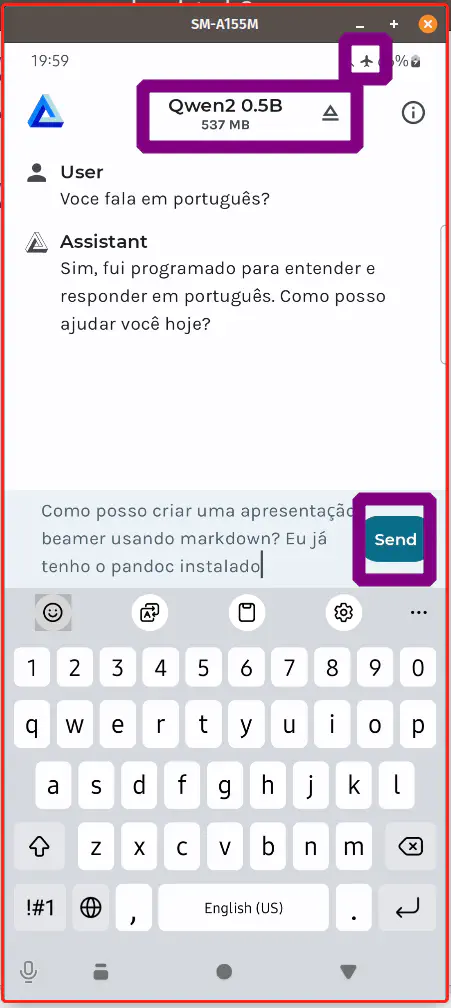 SM-A155M
19:59
Qwen2 0.5B
537 MB
User
Voce fala em português?
Assistant
Sim, fui programado para entender e
responder em português. Como posso
ajudar você hoje?
Como posso criar uma apresentação
beamer usando markdown? Eu já
tenho o pandoc instalado
Send
1 2 3 4 5 6 7 8 9 0
q w e r t y u i o p
a s d f g h j k l
z x c v b n m
!#1 , English (US) .